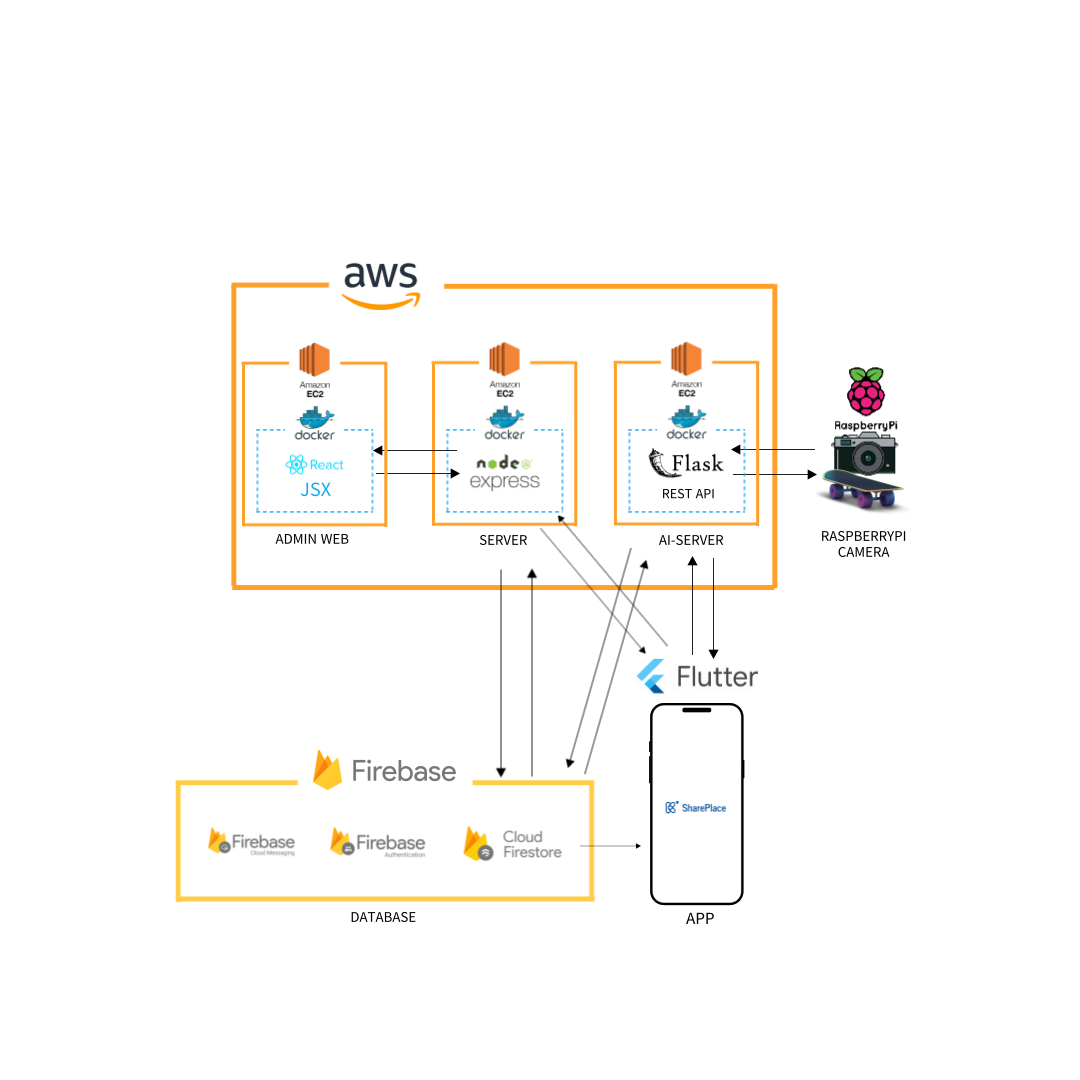 aws
Amazon
EC2
docker
React
JSX
ADMIN WEB
Amazon
EC2
docker
node
express
SERVER
Amazon
EC2
docker
Flask
REST API
AI-SERVER
RaspberryPi
RASPBERRYPI
CAMERA
Flutter
SharePlace
APP
Firebase
Firebase
Cloud Messaging
Firebase
Authentication
Cloud
Firestore
DATABASE